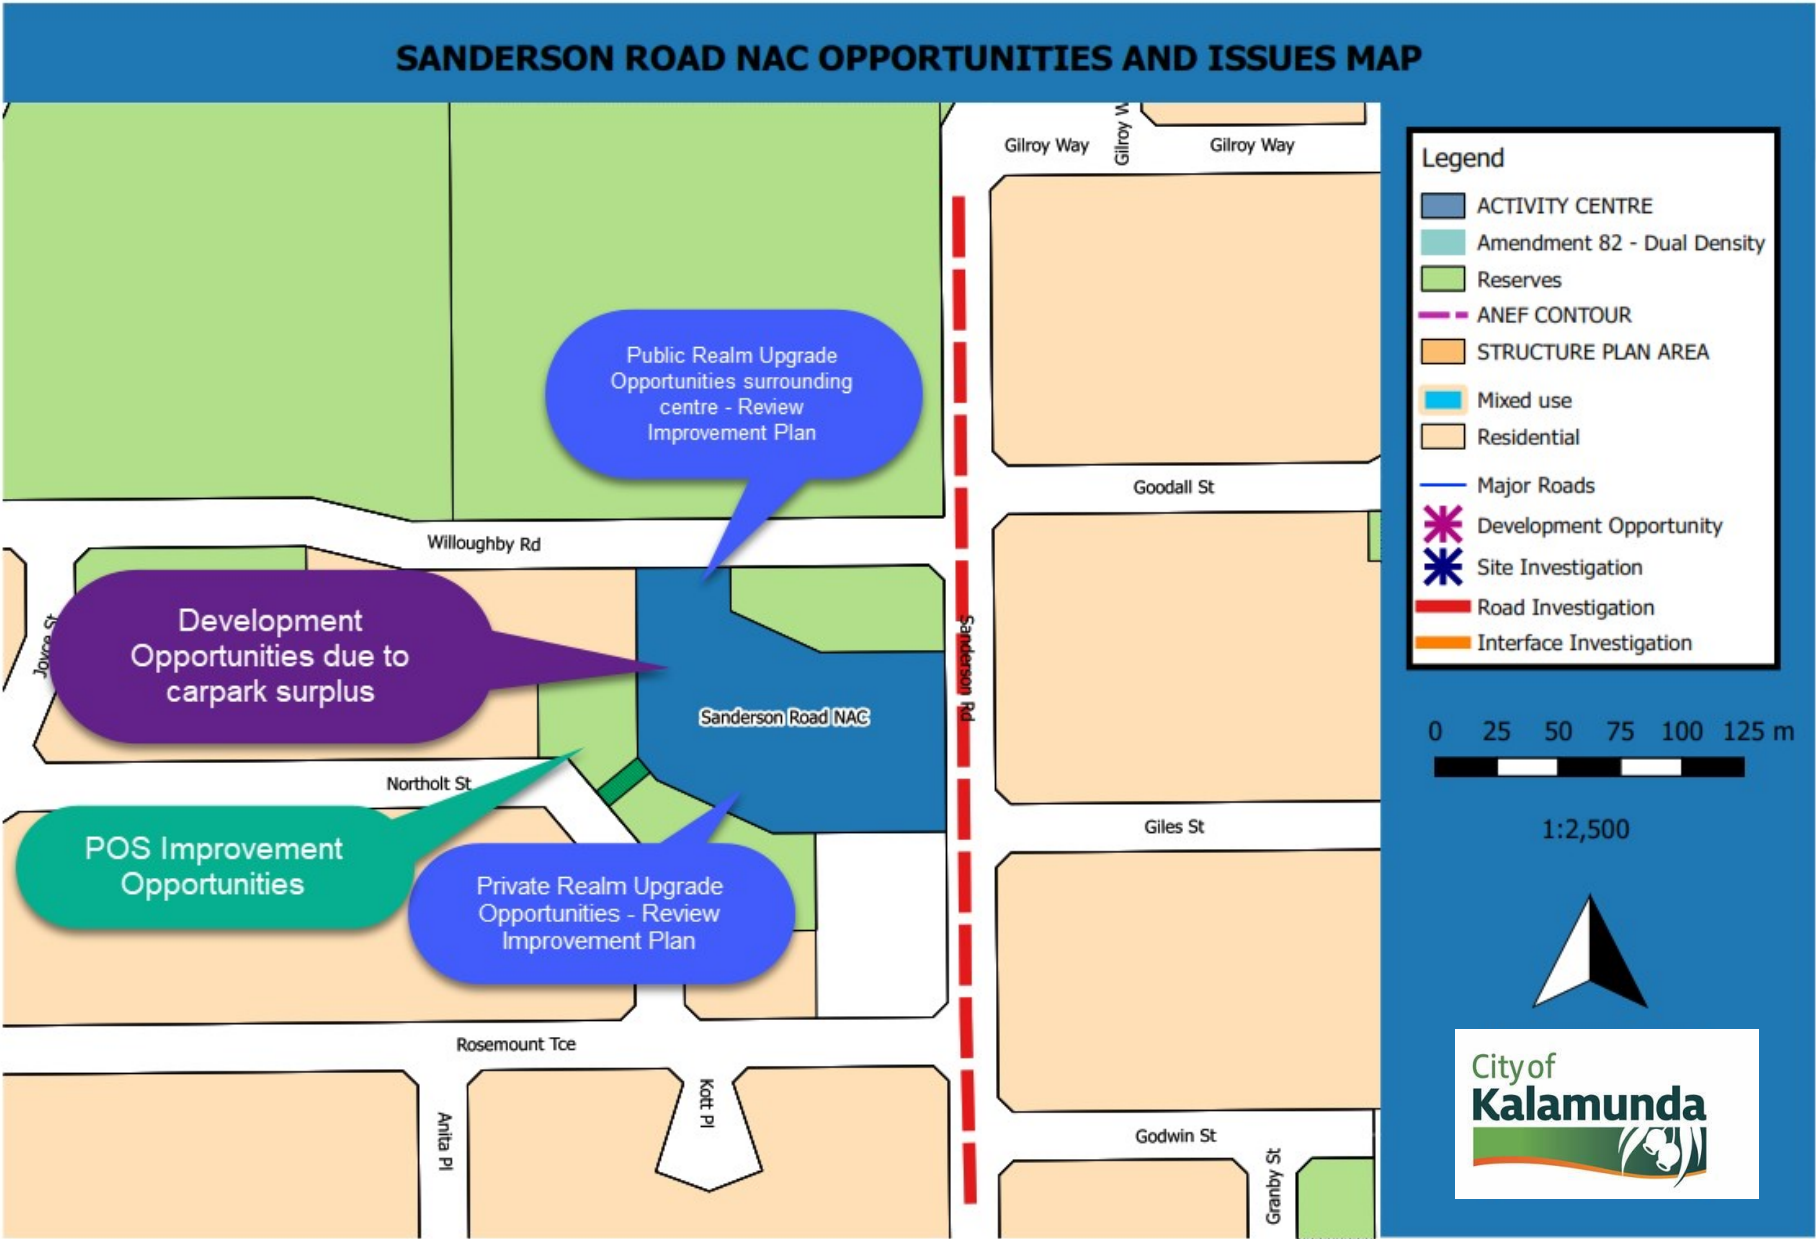 SANDERSON ROAD NAC OPPORTUNITIES AND ISSUES MAP
Gilroy Way
Gilroy W
Gilroy Way
Public Realm Upgrade
Opportunities surrounding
centre - Review
Improvement Plan
Goodall St
Willoughby Rd
Joyce St
Development
Opportunities due to
carpark surplus
Sanderson Rd
Sanderson Road NAC
Northolt St
Giles St
POS Improvement
Opportunities
Private Realm Upgrade
Opportunities - Review
Improvement Plan
Rosemount Tce
Kott Pl
Anita Pl
Godwin St
Granby St
Legend
ACTIVITY CENTRE
Amendment 82 - Dual Density
Reserves
ANEF CONTOUR
STRUCTURE PLAN AREA
Mixed use
Residential
Major Roads
Development Opportunity
Site Investigation
Road Investigation
Interface Investigation
0 25 50 75 100 125 m
1:2,500
City of
Kalamunda